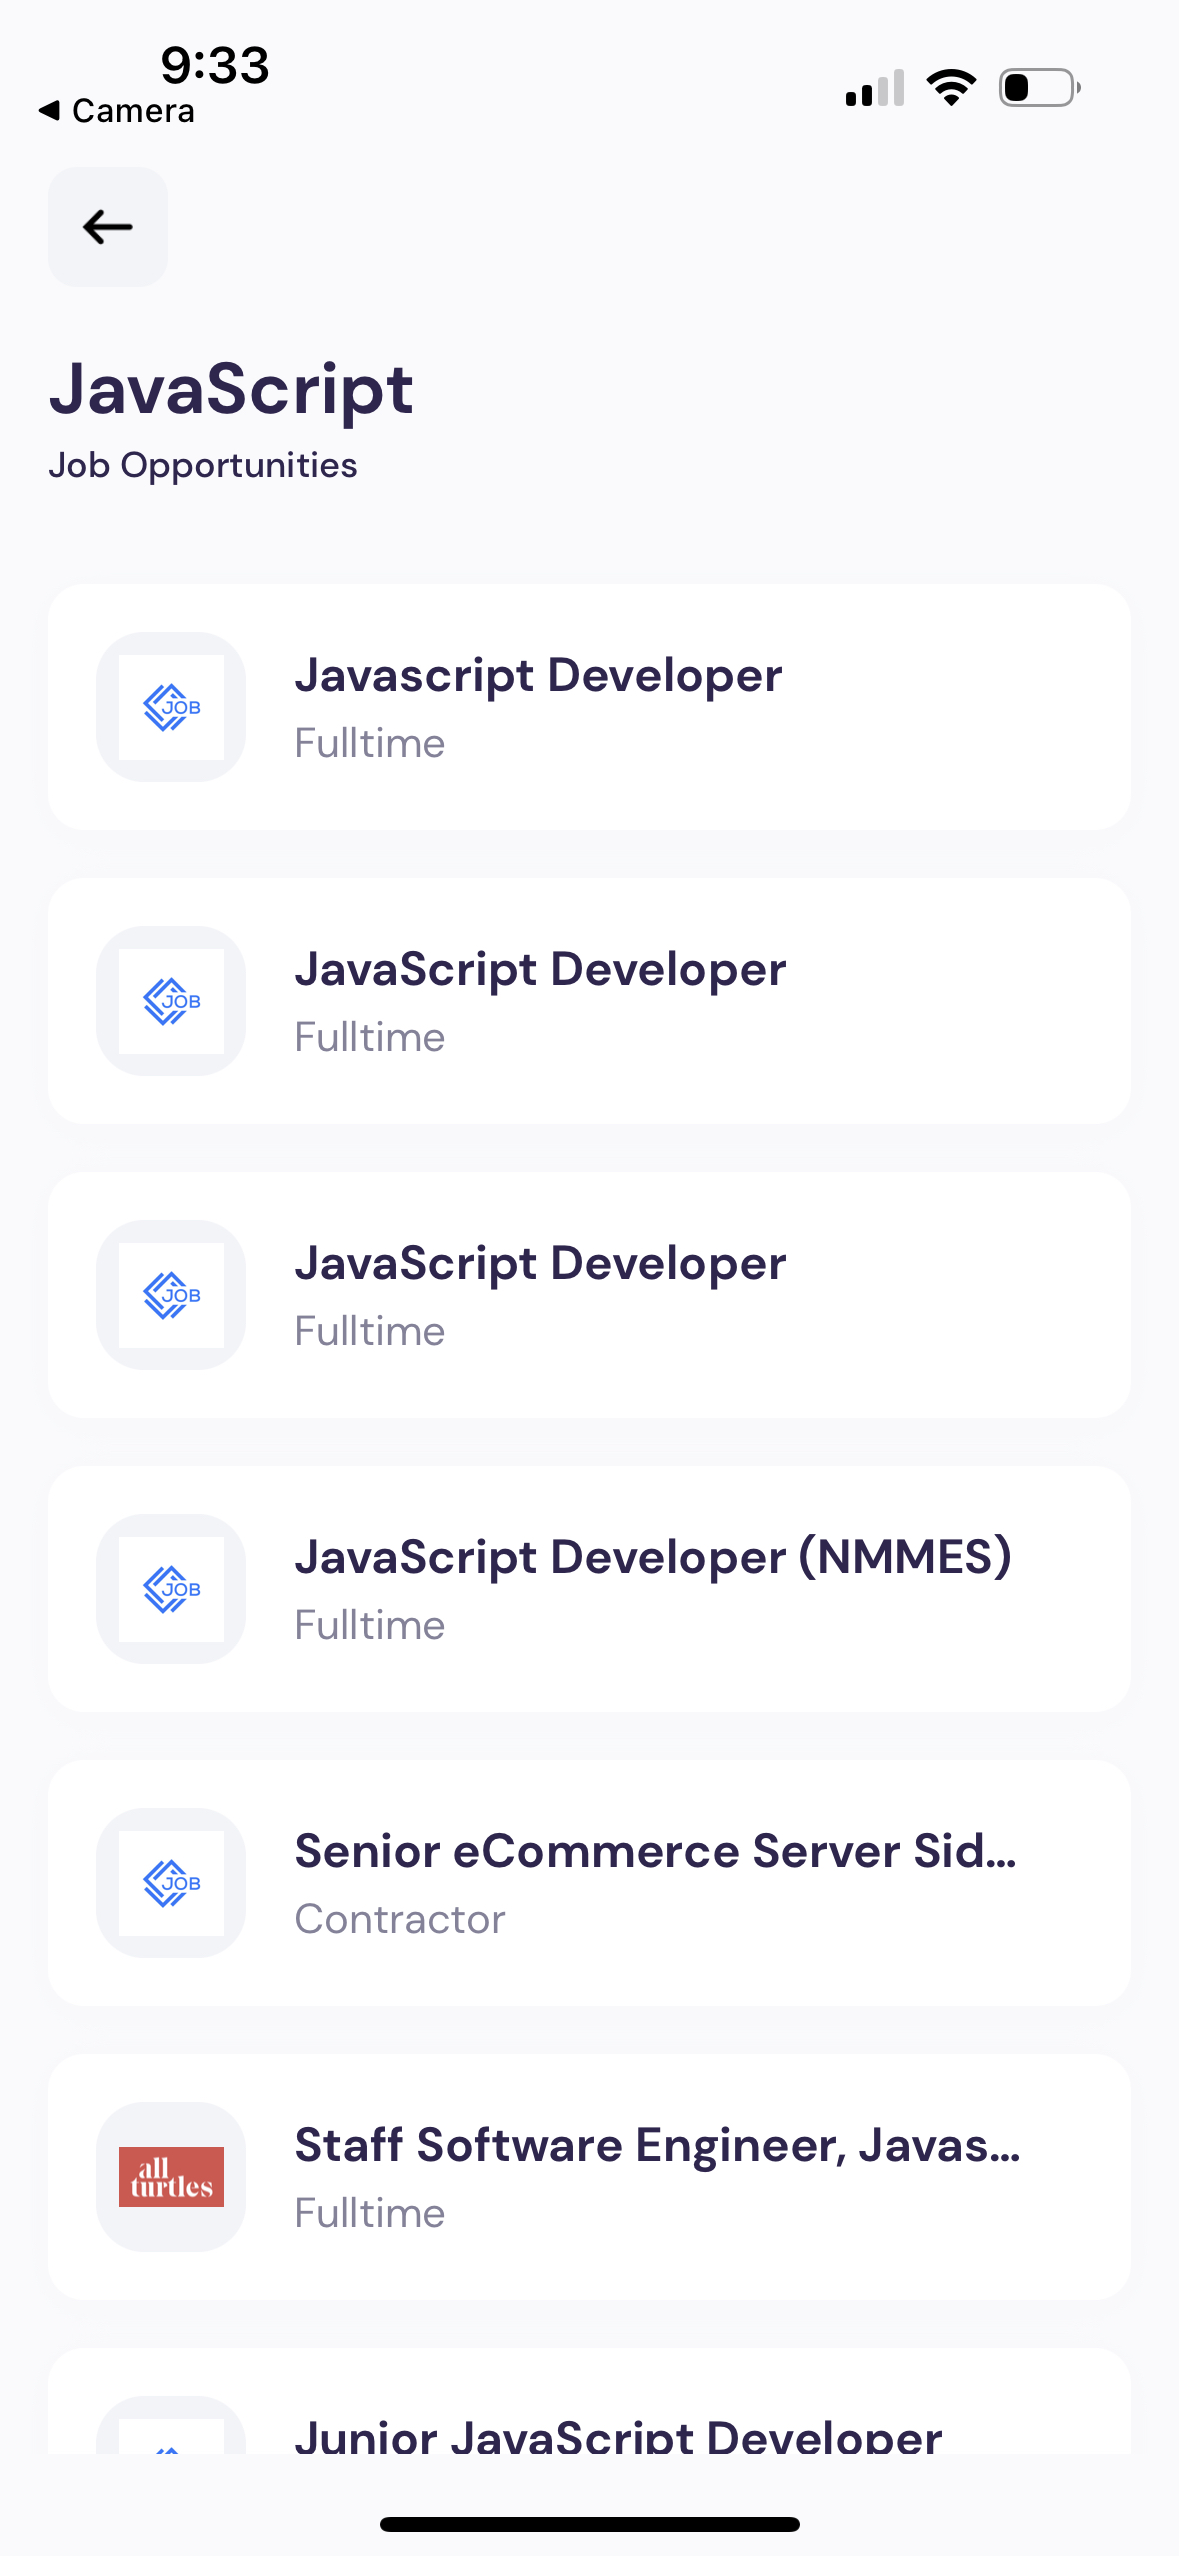 9:33
Camera
JavaScript
Job Opportunities
JOB
Javascript Developer
Fulltime
JOB
JavaScript Developer
Fulltime
JOB
JavaScript Developer
Fulltime
JOB
JavaScript Developer (NMMES)
Fulltime
JOB
Senior eCommerce Server Sid...
Contractor
all
turtles
Staff Software Engineer, Javas...
Fulltime
Junior JavaScript Developer